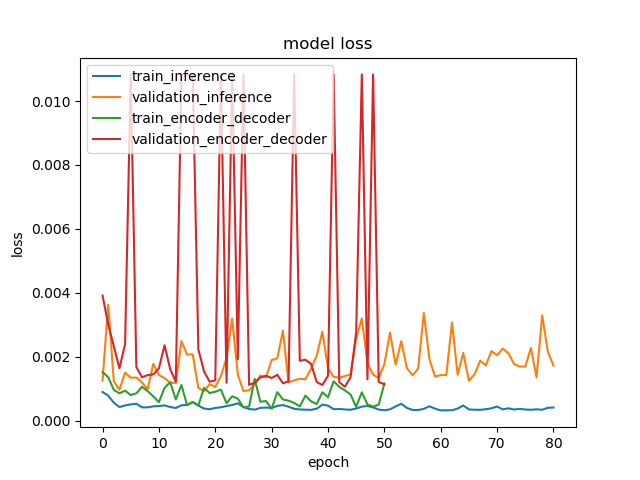 model loss
train_inference
validation_inference
train_encoder_decoder
validation_encoder_decoder
loss
0.010
0.008
0.006
0.004
0.002
0.000
0 10 20 30 40 50 60 70 80
epoch